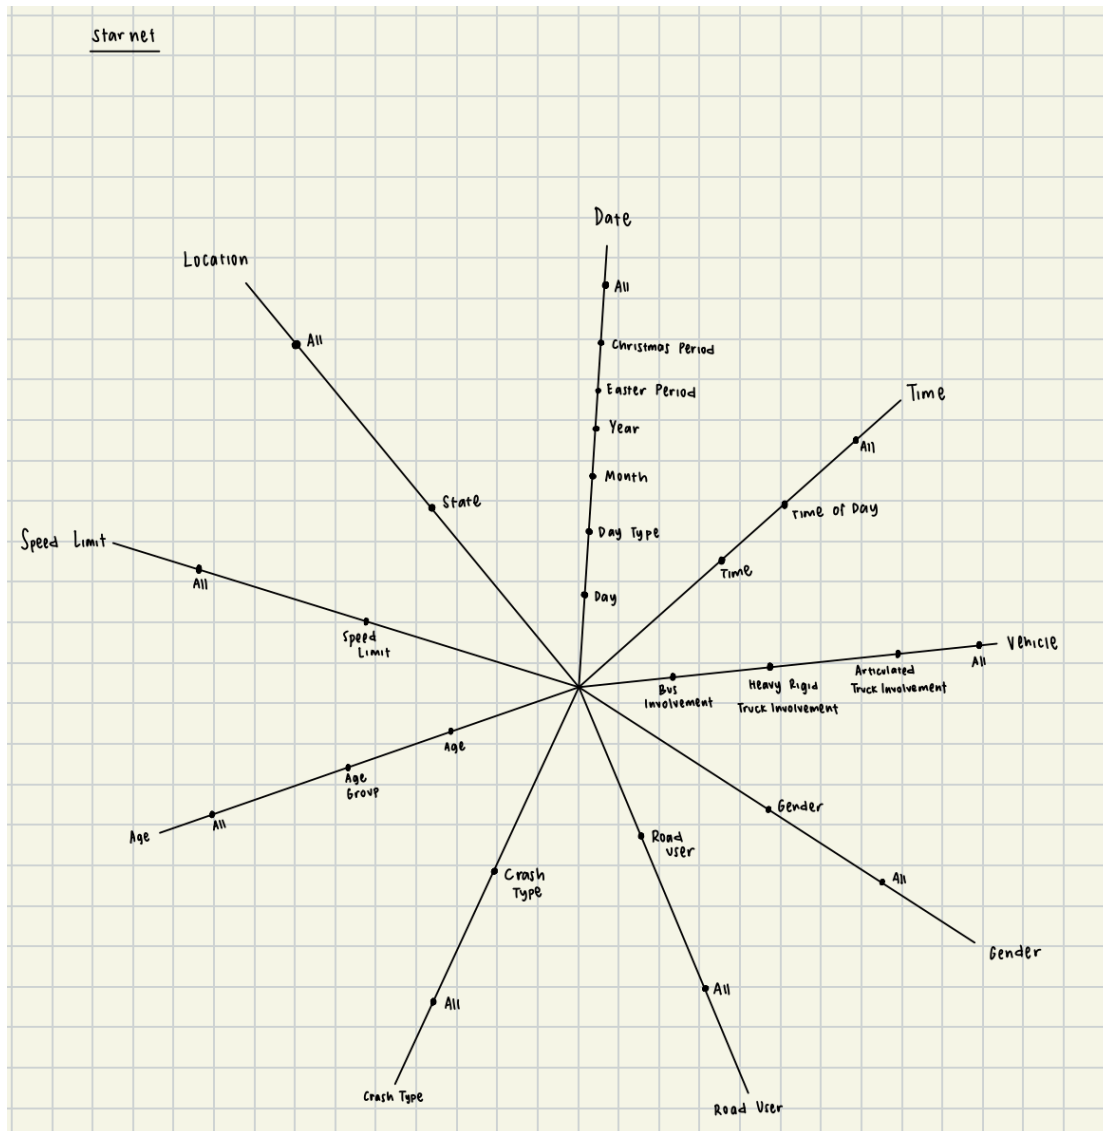 star net
Date
Location
All
All
Christmas Period
Easter Period
Time
Year
All
Month
State
Time of Day
Day Type
Speed Limit
All
Time
Day
Speed
Limit
Vehicle
All
Articulated
Truck Involvement
Heavy Rigid
Truck Involvement
Bus
Involvement
Age
Age
Group
All
Age
Gender
All
Gender
Road
User
All
Road User
Crash
Type
All
Crash Type